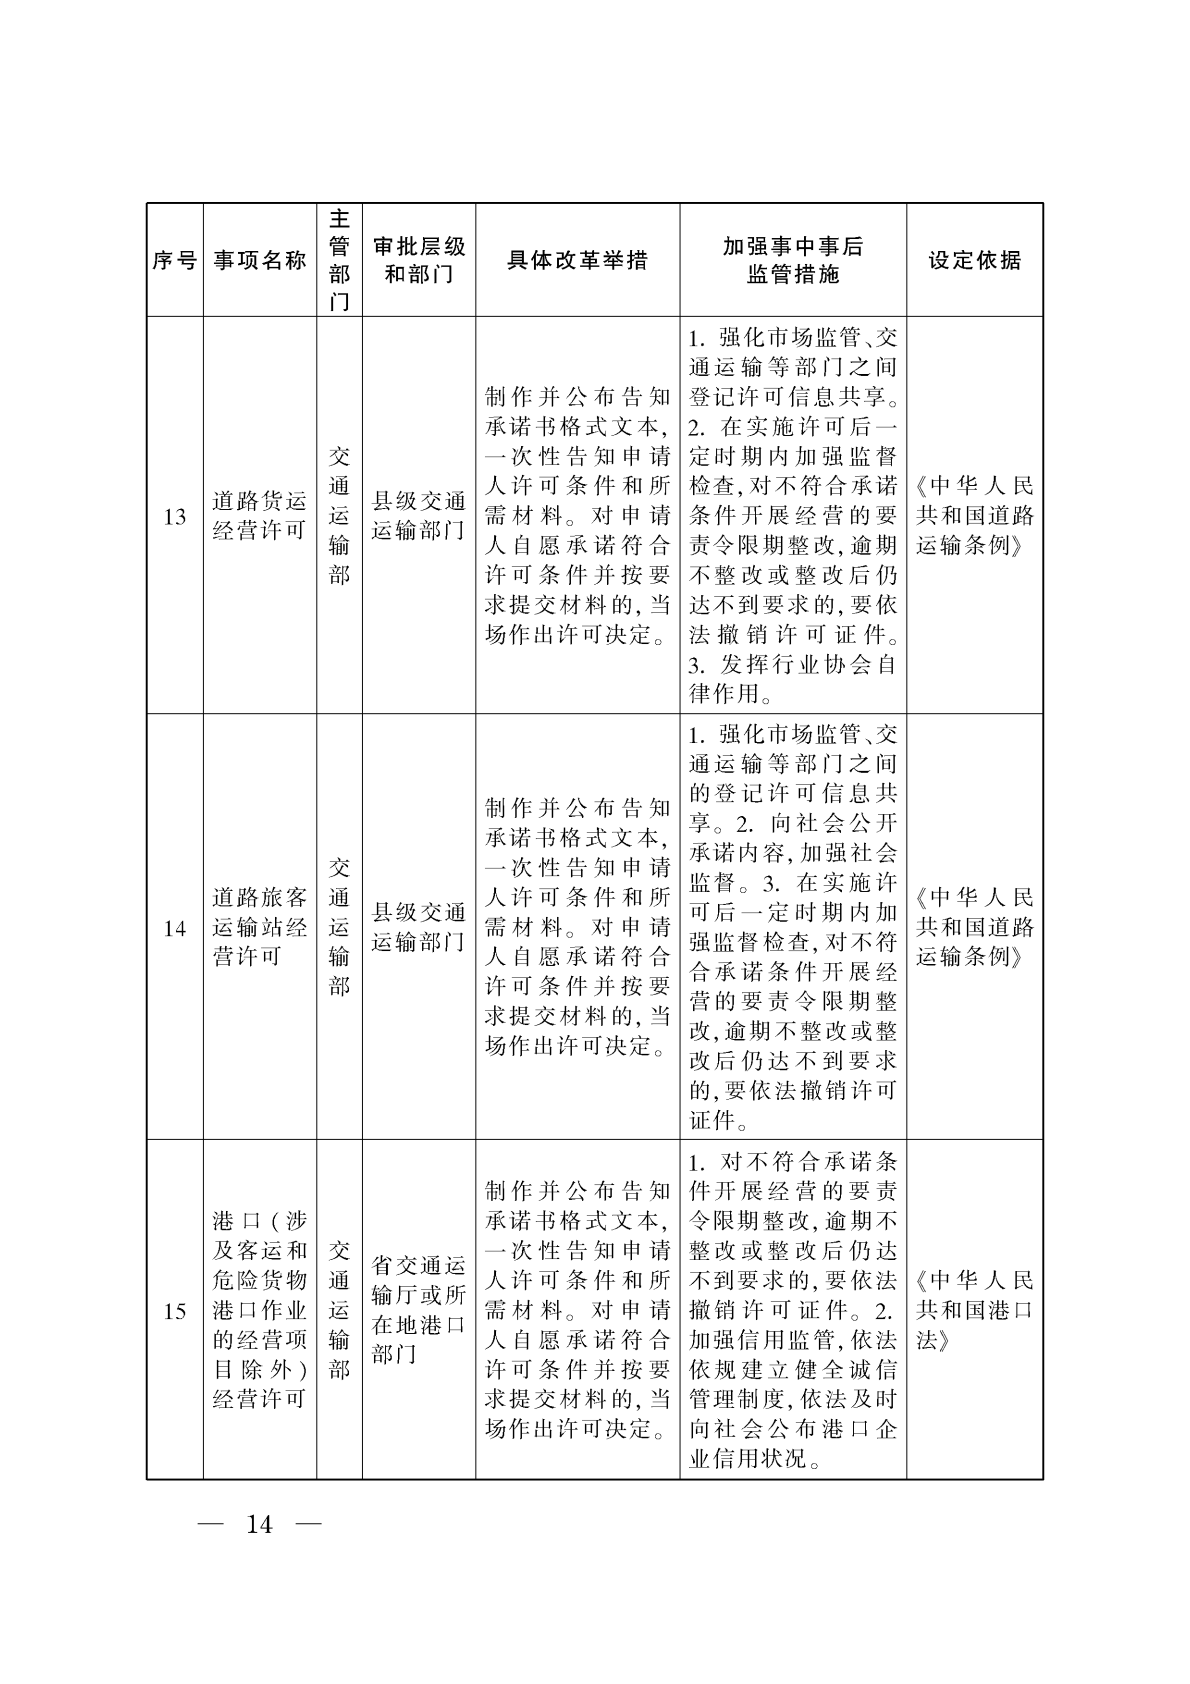 序号
事项名称
主
管
部
门
审批层级
和部门
具体改革举措
加强事中事后
监管措施
设定依据
13
道路货运
经营许可
交
通
运
输
部
县级交通
运输部门
制作并公布告知
承诺书格式文本,
一次性告知申请
人许可条件和所
需材料。对申请
人自愿承诺符合
许可条件并按要
求提交材料的,当
场作出许可决定。
1. 强化市场监管、交
通运输等部门之间
登记许可信息共享。
2. 在实施许可后一
定时期内加强监督
检查,对不符合承诺
条件开展经营的要
责令限期整改,逾期
不整改或整改后仍
达不到要求的,要依
法撤销许可证件。
3. 发挥行业协会自
律作用。
《中华人民
共和国道路
运输条例》
14
道路旅客
运输站经
营许可
交
通
运
输
部
县级交通
运输部门
制作并公布告知
承诺书格式文本,
一次性告知申请
人许可条件和所
需材料。对申请
人自愿承诺符合
许可条件并按要
求提交材料的,当
场作出许可决定。
1. 强化市场监管、交
通运输等部门之间
的登记许可信息共
享。2. 向社会公开
承诺内容,加强社会
监督。3. 在实施许
可后一定时期内加
强监督检查,对不符
合承诺条件开展经
营的要责令限期整
改,逾期不整改或整
改后仍达不到要求
的,要依法撤销许可
证件。
《中华人民
共和国道路
运输条例》
15
港口(涉
及客运和
危险货物
港口作业
的经营项
目除外)
经营许可
交
通
运
输
部
省交通运
输厅或所
在地港口
部门
制作并公布告知
承诺书格式文本,
一次性告知申请
人许可条件和所
需材料。对申请
人自愿承诺符合
许可条件并按要
求提交材料的,当
场作出许可决定。
1. 对不符合承诺条
件开展经营的要责
令限期整改,逾期不
整改或整改后仍达
不到要求的,要依法
撤销许可证件。2.
加强信用监管,依法
依规建立健全诚信
管理制度,依法及时
向社会公布港口企
业信用状况。
《中华人民
共和国港口
法》
— 14 —